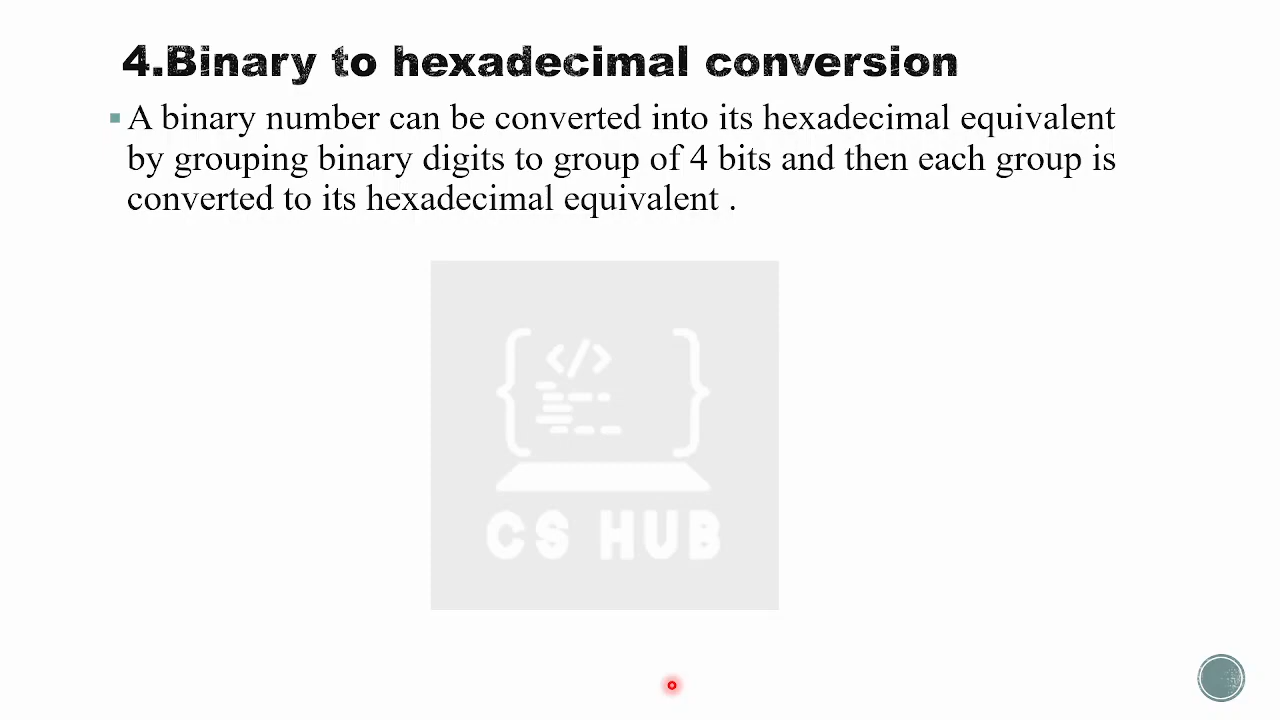 4.Binary to hexadecimal conversion
A binary number can be converted into its hexadecimal equivalent
by grouping binary digits to group of 4 bits and then each group is
converted to its hexadecimal equivalent .
</>
CS HUB